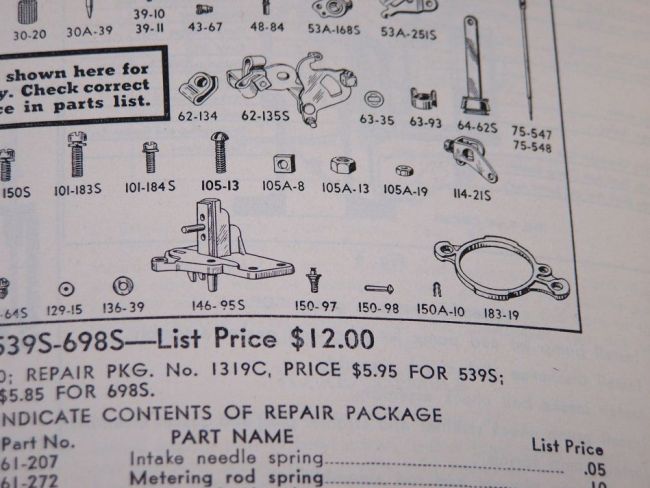 39-10
30-20 30A-39 39-11 43-67 48-84 53A-168S 53A-251S
shown here for
y. Check correct
ce in parts list.
62-134 62-135S 63-35 63-93 64-62S 75-547
75-548
150S 101-183S 101-184S 105-13 105A-8 105A-13 105A-19 114-21S
-64S 129-15 136-39 146-95S 150-97 150-98 150A-10 183-19
539S-698S—List Price $12.00
0; REPAIR PKG. No. 1319C, PRICE $5.95 FOR 539S;
$5.85 FOR 698S.
NDICATE CONTENTS OF REPAIR PACKAGE
Part No. PART NAME List Price
61-207 Intake needle spring .05
61-272 Metering rod spring .10